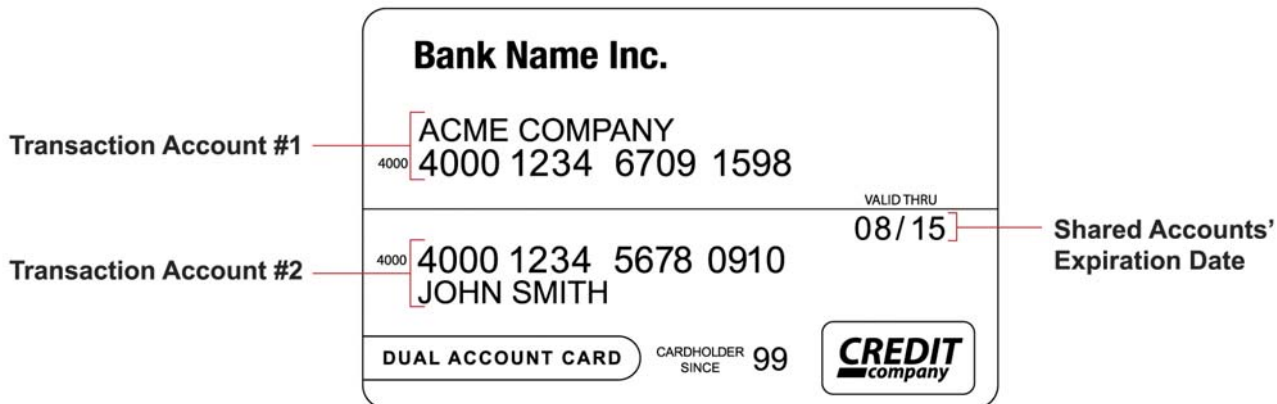 Bank Name Inc.
Transaction Account #1
ACME COMPANY
4000 4000 1234 6709 1598
VALID THRU
08/15
Shared Accounts'
Expiration Date
Transaction Account #2
4000 4000 1234 5678 0910
JOHN SMITH
DUAL ACCOUNT CARD
CARDHOLDER
SINCE
99
CREDIT
company